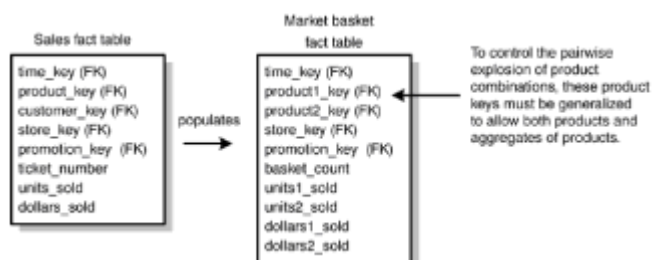 Sales fact table
time_key (FK)
product_key (FK)
customer_key (FK)
store_key (FK)
promotion_key (FK)
ticket_number
units_sold
dollars_sold
populates
Market basket
fact table
time_key (FK)
product1_key (FK)
product2_key (FK)
store_key (FK)
promotion_key (FK)
basket_count
units1_sold
units2_sold
dollars1_sold
dollars2_sold
To control the pairwise
explosion of product
combinations, these product
keys must be generalized
to allow both products and
aggregates of products.